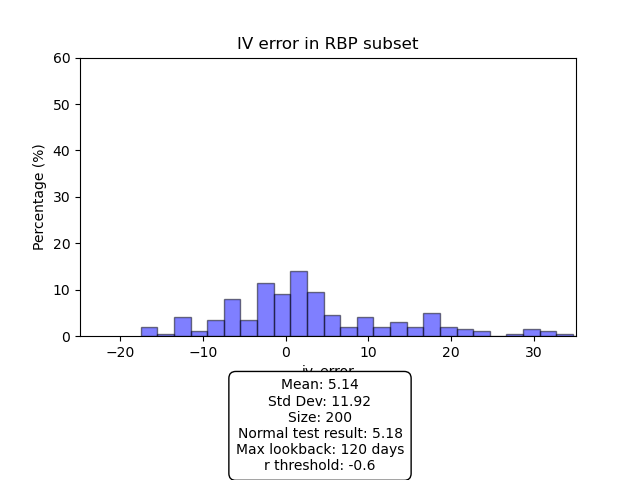 IV error in RBP subset
60
50
40
30
20
10
0
Percentage (%)
−20 −10 0 10 20 30
iv_error
Mean: 5.14
Std Dev: 11.92
Size: 200
Normal test result: 5.18
Max lookback: 120 days
r threshold: -0.6